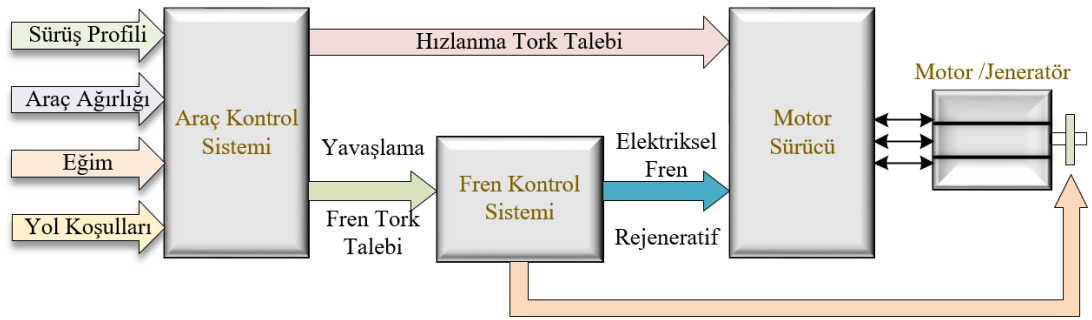 Sürüş Profili
Araç Ağırlığı
Eğim
Yol Koşulları
Araç Kontrol
Sistemi
Hızlanma Tork Talebi
Yavaşlama
Fren Tork
Talebi
Fren Kontrol
Sistemi
Elektriksel
Fren
Rejeneratif
Motor
Sürücü
Motor /Jeneratör